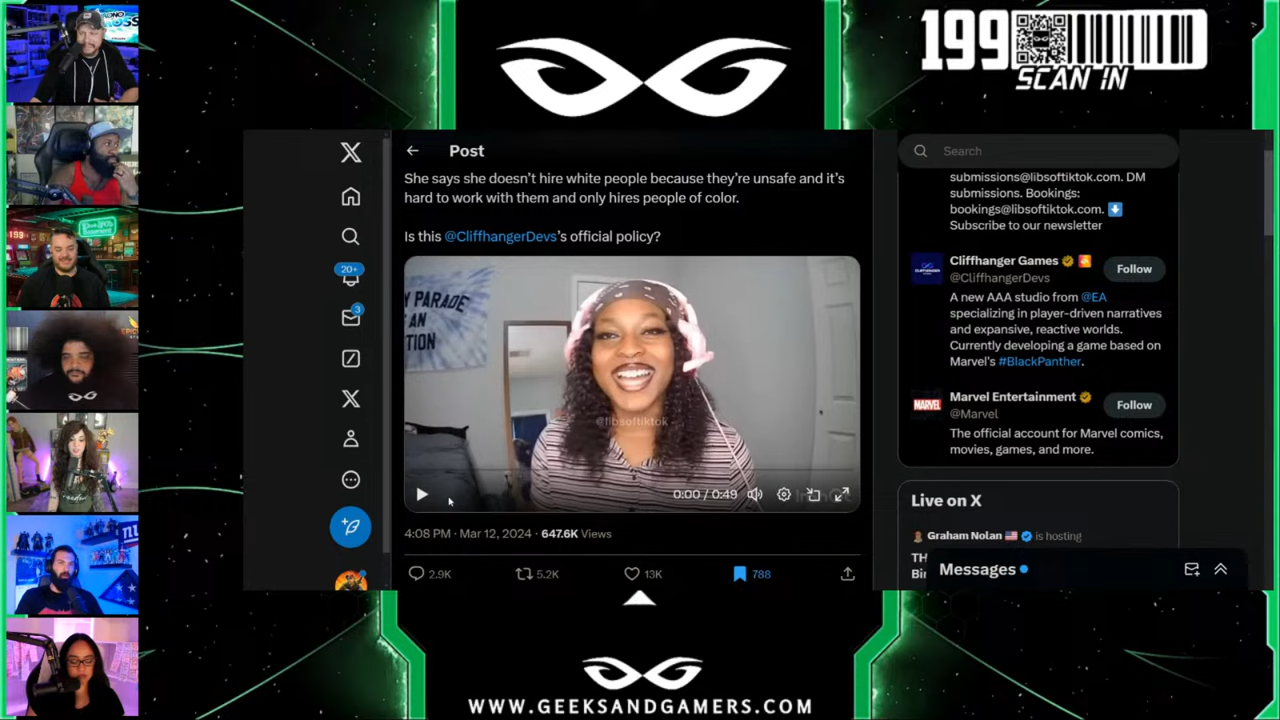 199
SCAN IN
Post
She says she doesn't hire white people because they're unsafe and it's
hard to work with them and only hires people of color.
Is this @CliffhangerDevs's official policy?
Y PARADE
AN
TION
@libsoftiktok
0:00 / 0:49
4:08 PM · Mar 12, 2024 · 647.6K Views
2.9K
5.2K
13K
788
20+
3
Search
submissions@libsoftiktok.com. DM
submissions. Bookings:
bookings@libsoftiktok.com.
Subscribe to our newsletter
Cliffhanger Games
@CliffhangerDevs
Follow
A new AAA studio from @EA
specializing in player-driven narratives
and expansive, reactive worlds.
Currently developing a game based on
Marvel's #BlackPanther.
MARVEL
Marvel Entertainment
@Marvel
Follow
The official account for Marvel comics,
movies, games, and more.
Live on X
Graham Nolan is hosting
Messages
WWW.GEEKSANDGAMERS.COM